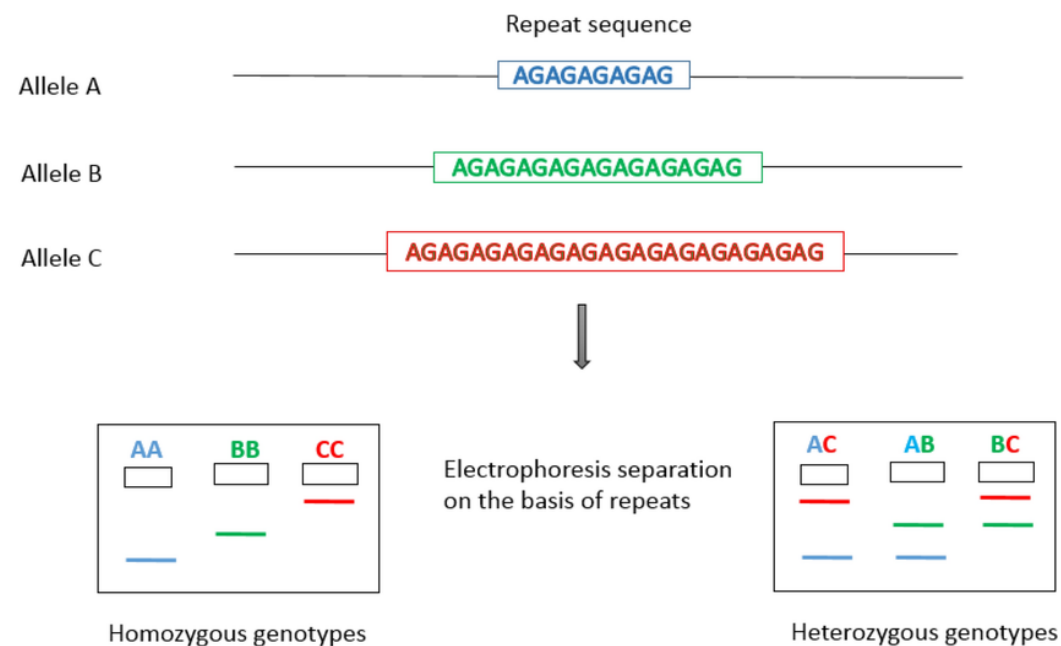 Repeat sequence
Allele A
AGAGAGAGAG
Allele B
AGAGAGAGAGAGAGAGAG
Allele C
AGAGAGAGAGAGAGAGAGAGAGAGAG
AA BB CC
Electrophoresis separation
on the basis of repeats
AC AB BC
Homozygous genotypes
Heterozygous genotypes